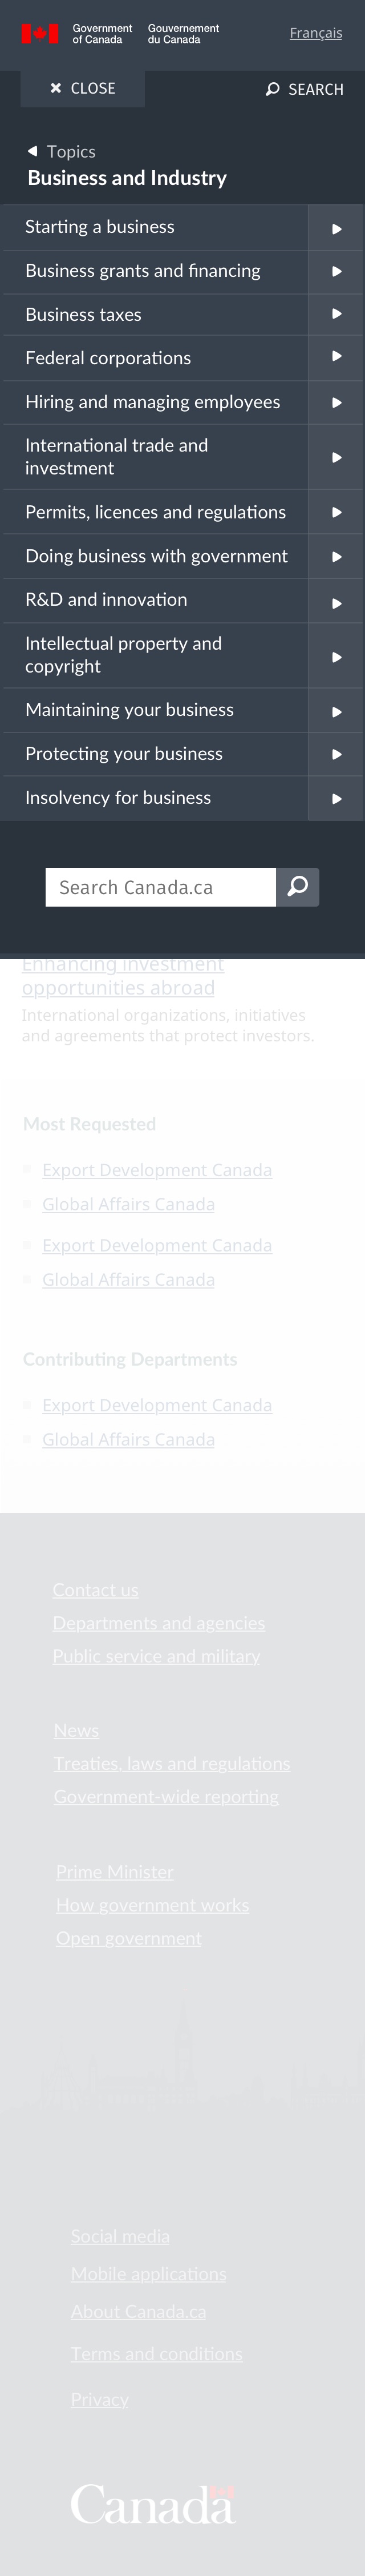 Government of Canada
Gouvernement du Canada
Français
CLOSE
SEARCH
Topics
Business and Industry
Starting a business
Business grants and financing
Business taxes
Federal corporations
Hiring and managing employees
International trade and
investment
Permits, licences and regulations
Doing business with government
R&D and innovation
Intellectual property and
copyright
Maintaining your business
Protecting your business
Insolvency for business
Search Canada.ca
Enhancing investment
opportunities abroad
International organizations, initiatives
and agreements that protect investors.
Most Requested
Export Development Canada
Global Affairs Canada
Export Development Canada
Global Affairs Canada
Contributing Departments
Export Development Canada
Global Affairs Canada
Contact us
Departments and agencies
Public service and military
News
Treaties, laws and regulations
Government-wide reporting
Prime Minister
How government works
Open government
Social media
Mobile applications
About Canada.ca
Terms and conditions
Privacy
Canada